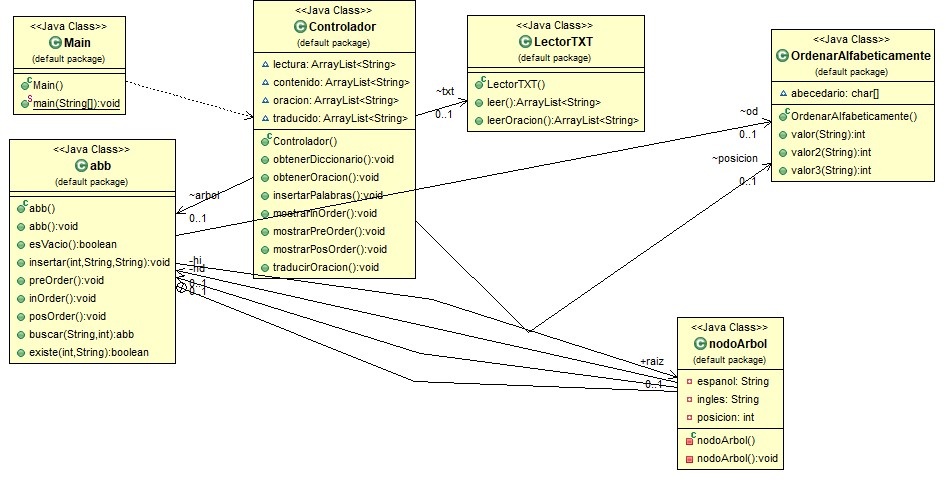 <<Java Class>>
Main
(default package)
Main()
main(String[]):void
<<Java Class>>
Controlador
(default package)
lectura: ArrayList<String>
contenido: ArrayList<String>
oracion: ArrayList<String>
traducido: ArrayList<String>
Controlador()
obtenerDiccionario():void
obtenerOracion():void
insertarPalabras():void
mostrarInOrder():void
mostrarPreOrder():void
mostrarPosOrder():void
traducirOracion():void
~txt
0..1
<<Java Class>>
LectorTXT
(default package)
LectorTXT()
leer():ArrayList<String>
leerOracion():ArrayList<String>
<<Java Class>>
OrdenarAlfabeticamente
(default package)
abecedario: char[]
OrdenarAlfabeticamente()
valor(String):int
valor2(String):int
valor3(String):int
~od
0..1
~posicion
0..1
<<Java Class>>
abb
(default package)
abb()
abb():void
esVacio():boolean
insertar(int,String,String):void
preOrder():void
inOrder():void
posOrder():void
buscar(String,int):abb
existe(int,String):boolean
~arbol
0..1
-hi
-hd
0..1
0..1
+raiz
0..1
<<Java Class>>
nodoArbol
(default package)
espanol: String
ingles: String
posicion: int
nodoArbol()
nodoArbol():void